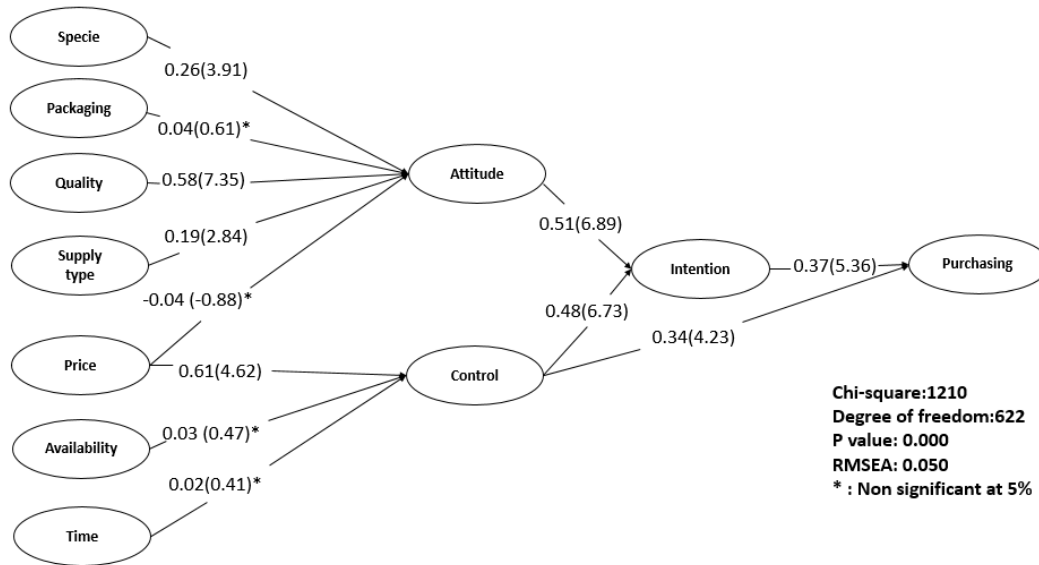 Specie
0.26(3.91)
Packaging
0.04(0.61)*
Quality
0.58(7.35)
Attitude
0.19(2.84)
Supply
type
0.51(6.89)
Intention
0.37(5.36)
Purchasing
-0.04 (-0.88)*
0.48(6.73)
0.34(4.23)
Price
0.61(4.62)
Control
Availability
0.03 (0.47)*
0.02(0.41)*
Time
Chi-square:1210
Degree of freedom:622
P value: 0.000
RMSEA: 0.050
* : Non significant at 5%